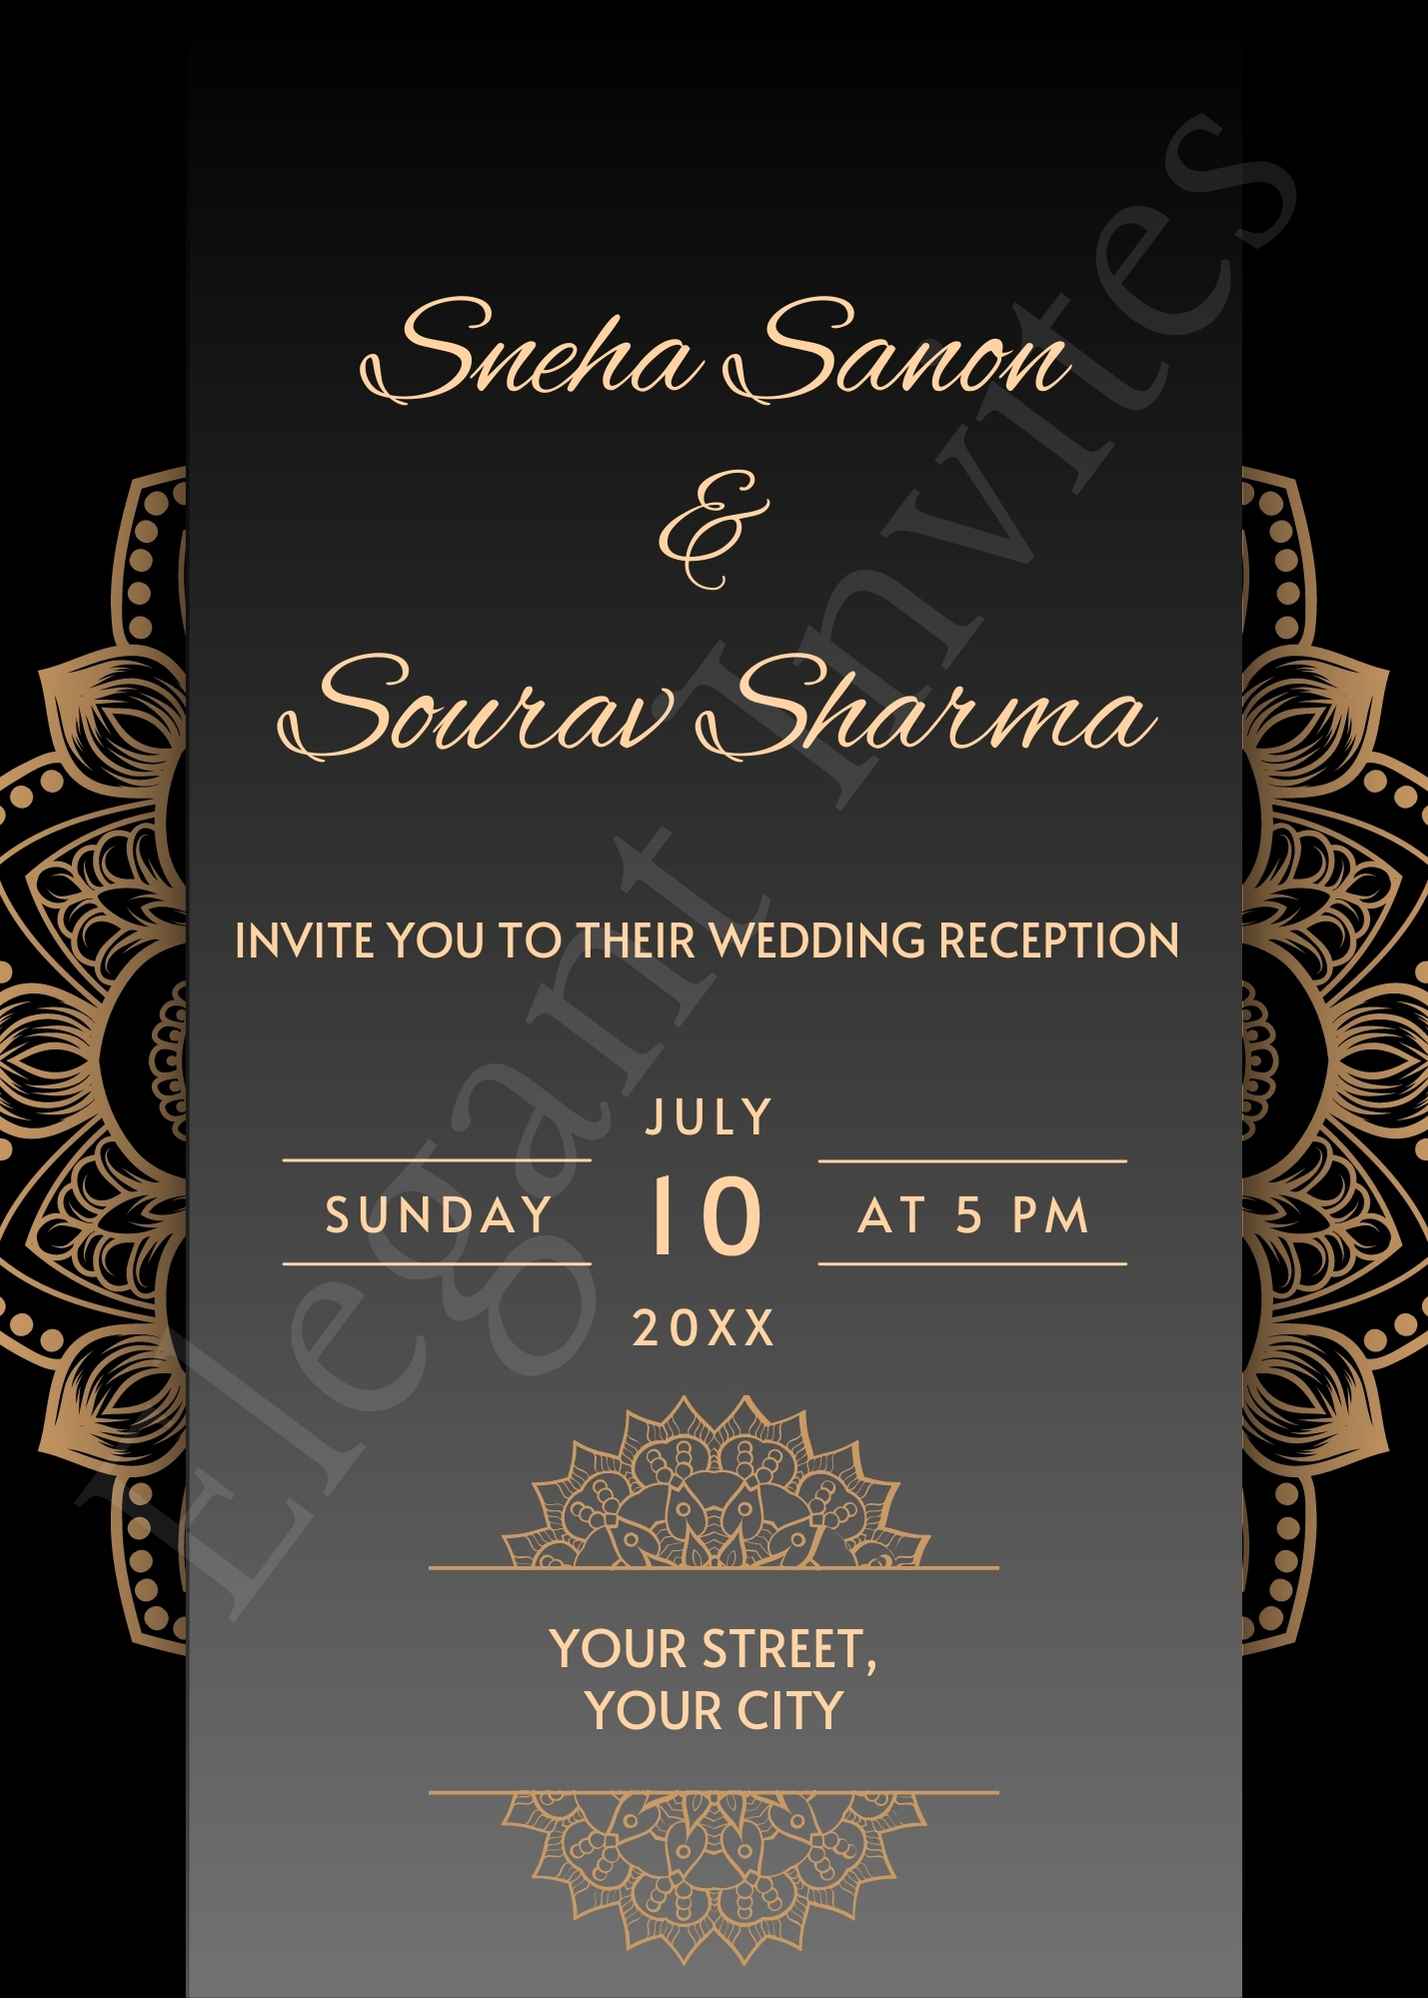 Sneha Sanon
&
Sourav Sharma
INVITE YOU TO THEIR WEDDING RECEPTION
JULY
SUNDAY 10 AT 5 PM
20XX
YOUR STREET,
YOUR CITY
Elegant Invites